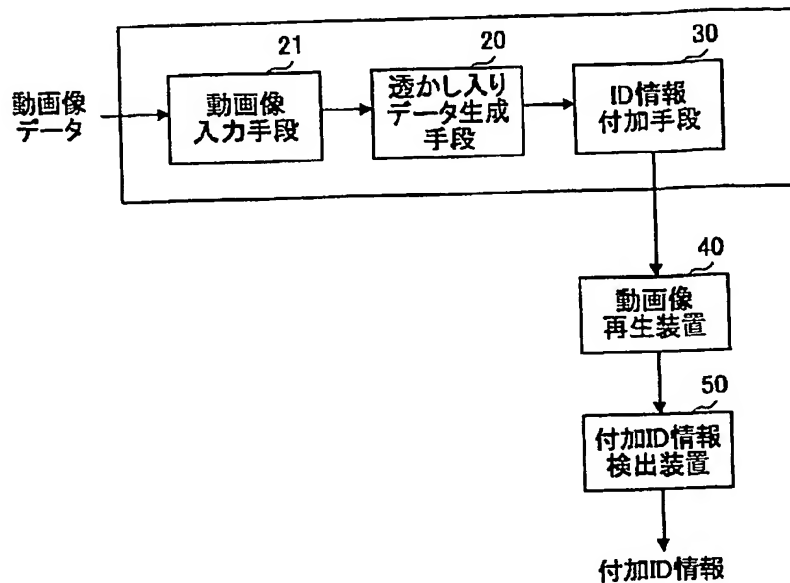 動画像
データ
21
動画像
入力手段
20
透かし入り
データ生成
手段
30
ID情報
付加手段
40
動画像
再生装置
50
付加ID情報
検出装置
付加ID情報